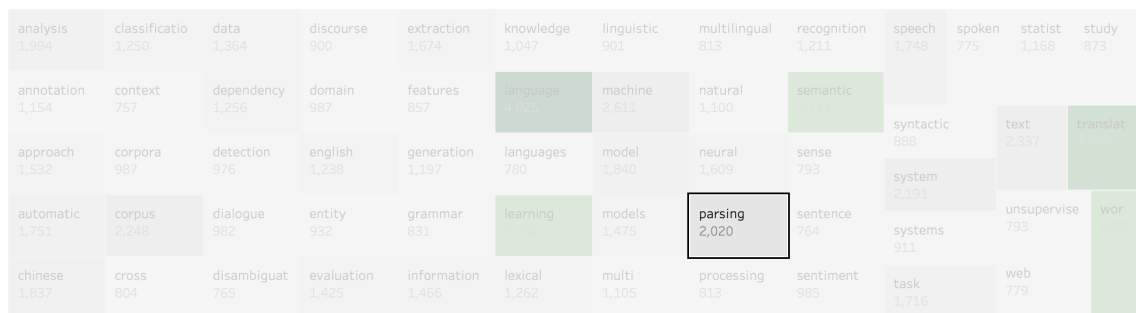 analysis
1,994
classificatio
1,250
data
1,364
discourse
900
extraction
1,674
knowledge
1,047
linguistic
901
multilingual
813
recognition
1,211
speech
1,748
spoken
775
statist
1,168
study
873
annotation
1,154
context
757
dependency
1,256
domain
987
features
857
language
4,025
machine
2,611
natural
1,100
semantic
syntactic
888
text
2,337
translat
approach
1,532
corpora
987
detection
976
english
1,238
generation
1,197
languages
780
model
1,840
neural
1,609
sense
793
system
2,191
automatic
1,751
corpus
2,248
dialogue
982
entity
932
grammar
831
learning
models
1,475
parsing
2,020
sentence
764
systems
911
unsupervise
793
wor
chinese
1,837
cross
804
disambiguat
765
evaluation
1,425
information
1,466
lexical
1,262
multi
1,105
processing
813
sentiment
985
task
1,716
web
779